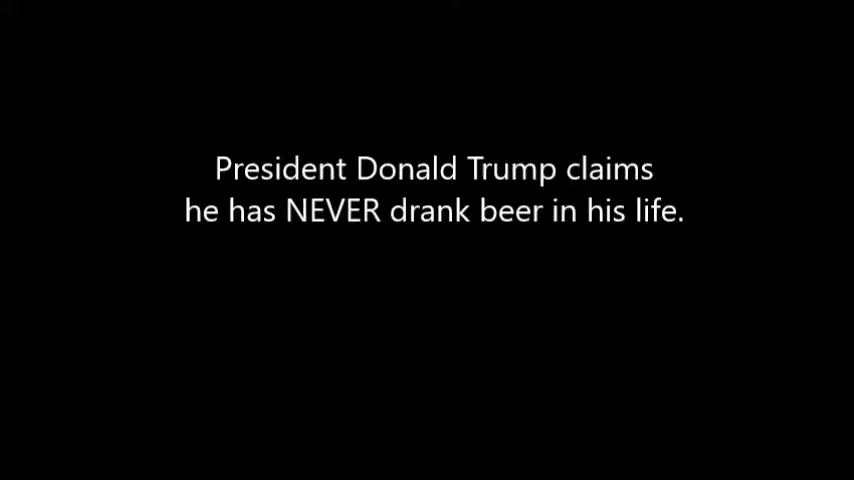 President Donald Trump claims
he has NEVER drank beer in his life.